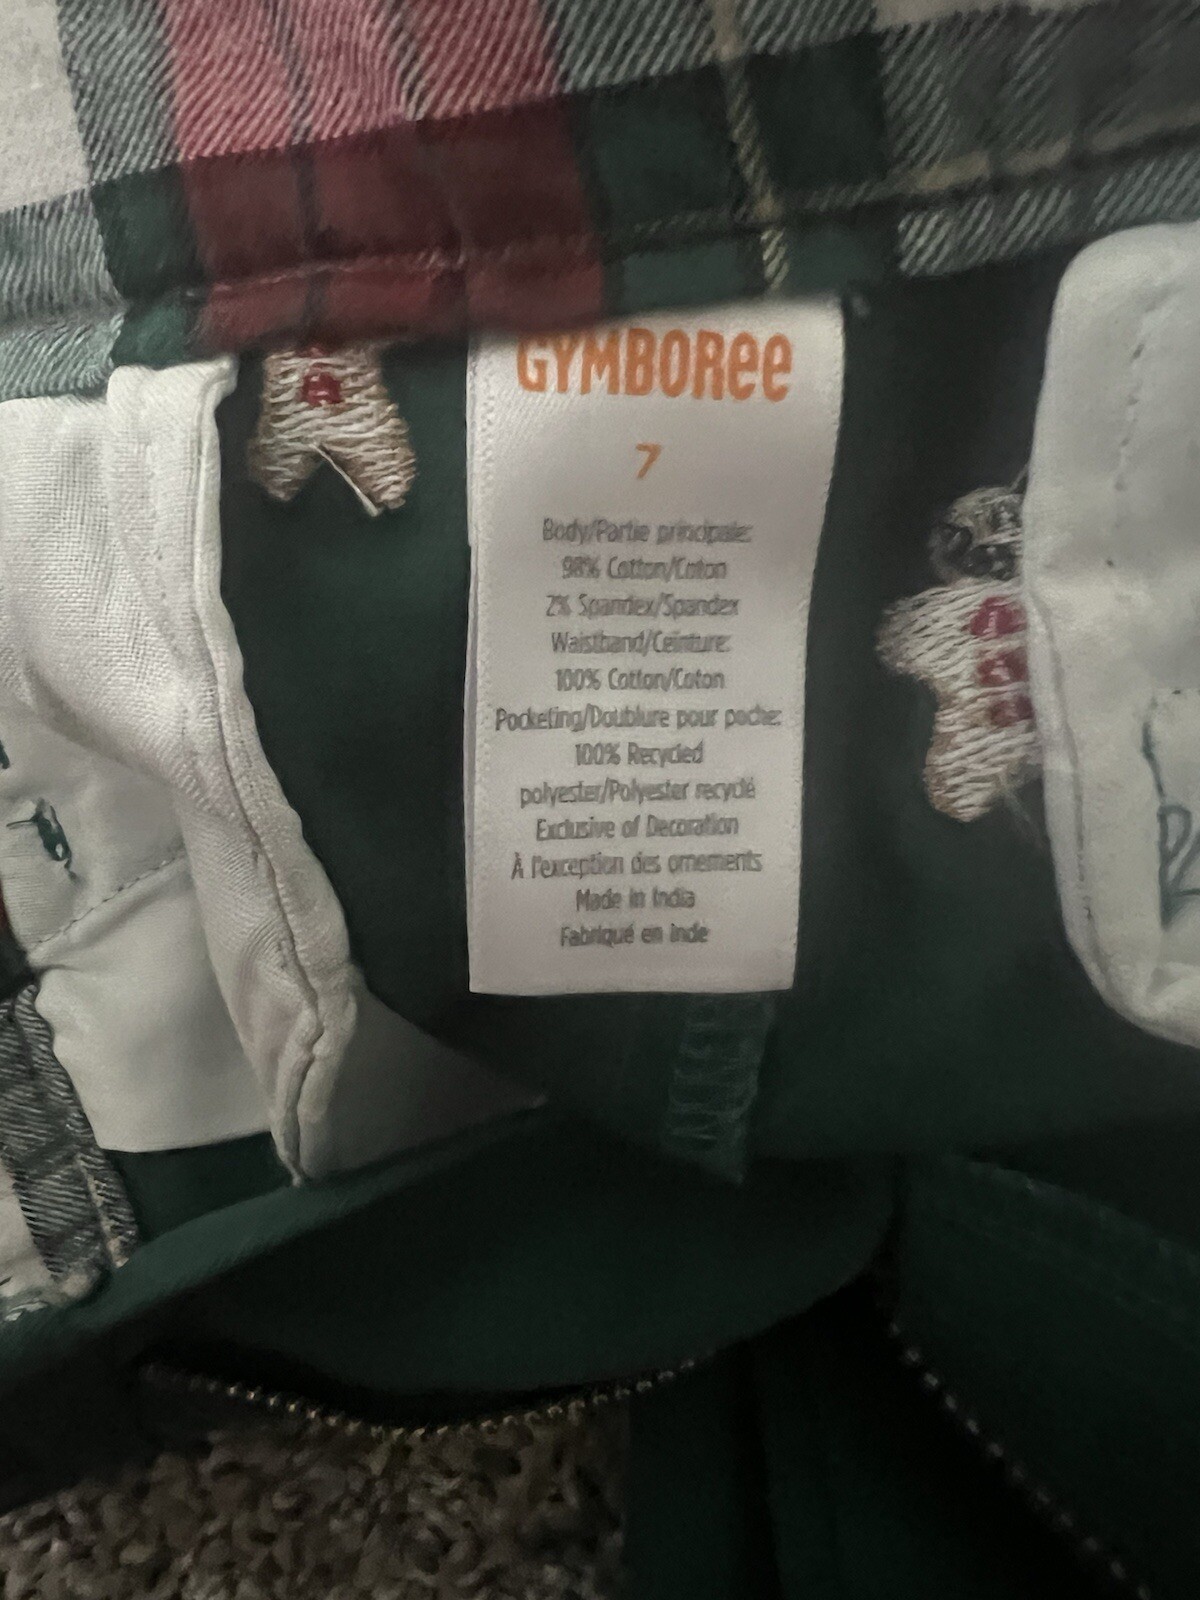 GYMBOREE
7
Body/Partie principale:
98% Cotton/Coton
2% Spandex/Spandex
Waistband/Ceinture:
100% Cotton/Coton
Pocketing/Doublure pour poche:
100% Recycled
polyester/Polyester recyclé
Exclusive of Decoration
À l'exception des ornements
Made in India
Fabriqué en Inde